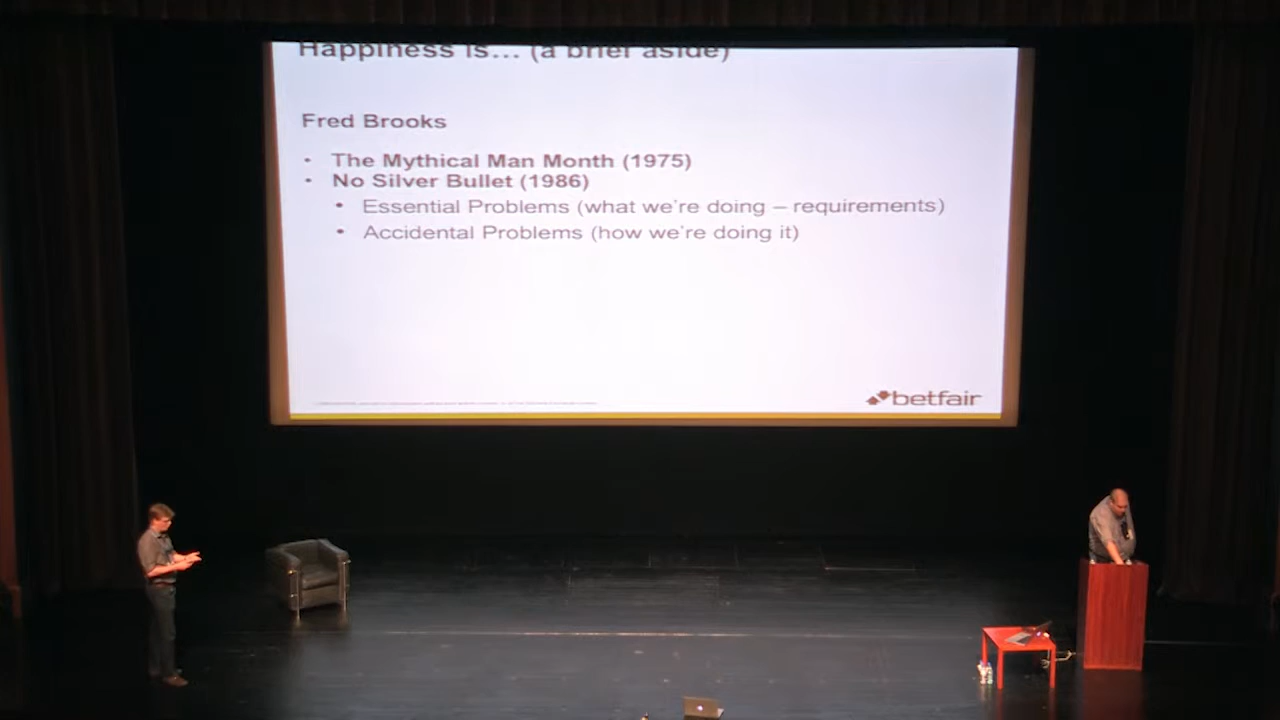 Happiness is... (a brief aside)
Fred Brooks
• The Mythical Man Month (1975)
• No Silver Bullet (1986)
• Essential Problems (what we're doing – requirements)
• Accidental Problems (how we're doing it)
betfair